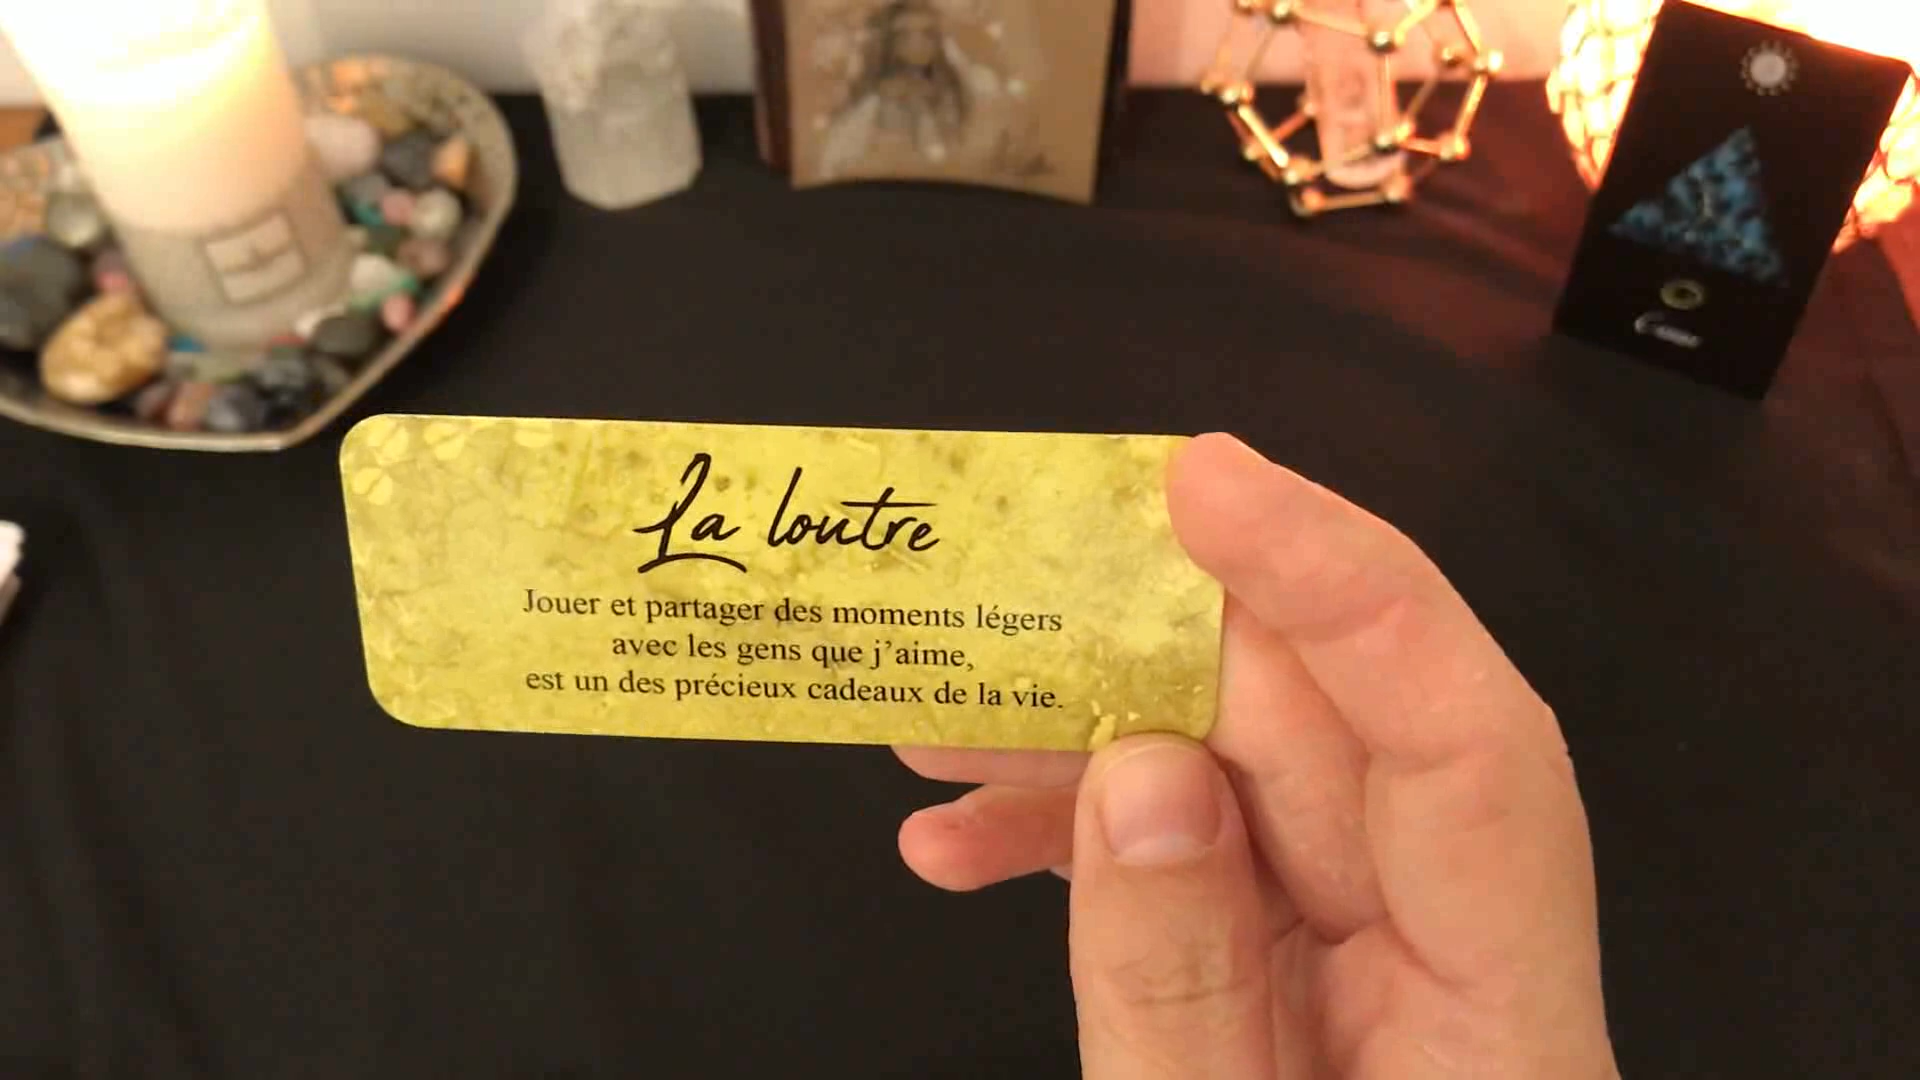 La loutre
Jouer et partager des moments légers
avec les gens que j’aime,
est un des précieux cadeaux de la vie.